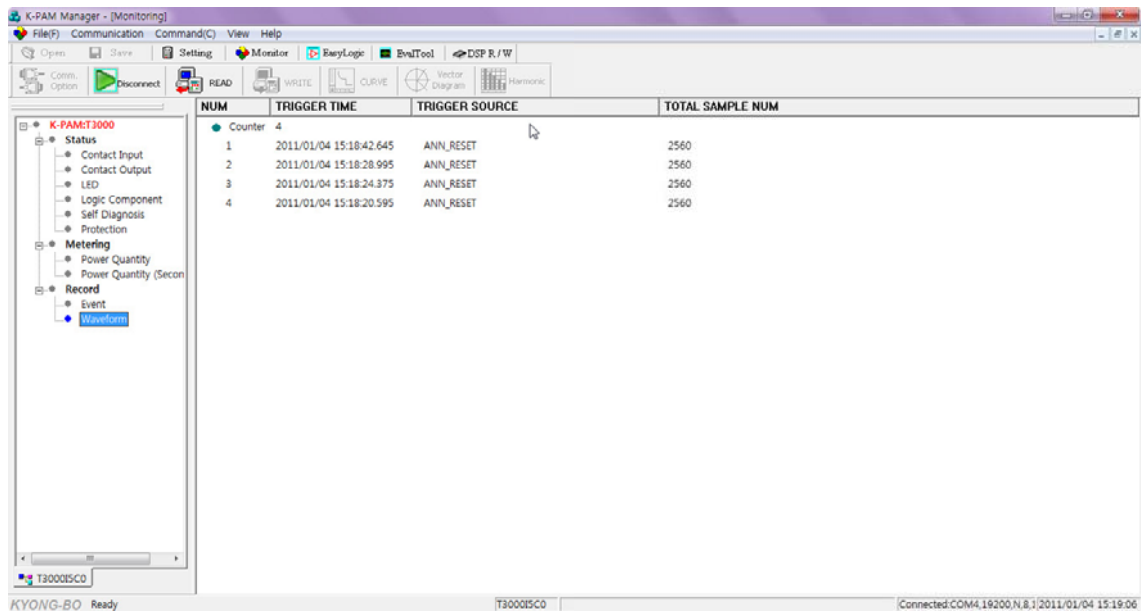 K-PAM Manager - [Monitoring]
File(F) Communication Command(C) View Help
Open Save Setting Monitor EasyLogic EvalTool DSP R / W
Comm. Option Disconnect READ WRITE CURVE Vector Diagram Harmonic
NUM TRIGGER TIME TRIGGER SOURCE TOTAL SAMPLE NUM
Counter 4
1 2011/01/04 15:18:42.645 ANN_RESET 2560
2 2011/01/04 15:18:28.995 ANN_RESET 2560
3 2011/01/04 15:18:24.375 ANN_RESET 2560
4 2011/01/04 15:18:20.595 ANN_RESET 2560
K-PAM:T3000
Status
Contact Input
Contact Output
LED
Logic Component
Self Diagnosis
Protection
Metering
Power Quantity
Power Quantity (Secon
Record
Event
Waveform
T3000ISC0
KYONG-BO Ready T3000ISC0 Connected:COM4,19200,N,8,1 2011/01/04 15:19:06